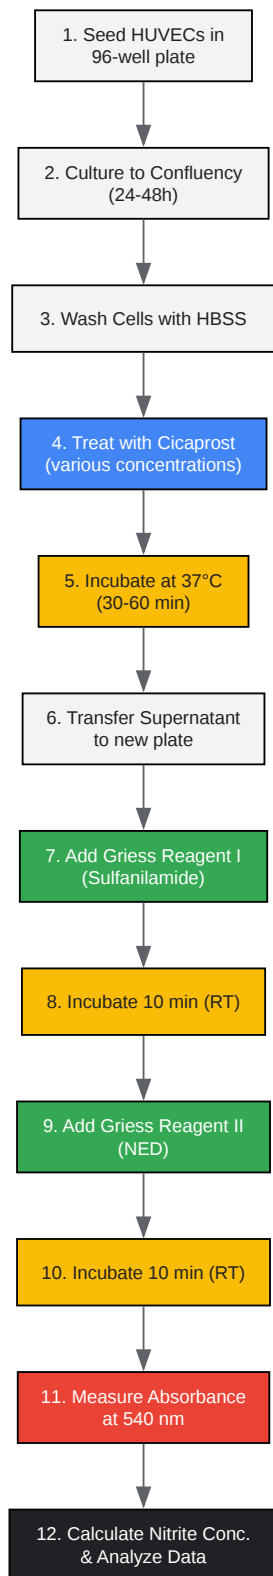 1. Seed HUVECs in
96-well plate
2. Culture to Confluency
(24-48h)
3. Wash Cells with HBSS
4. Treat with Cicaprost
(various concentrations)
5. Incubate at 37°C
(30-60 min)
6. Transfer Supernatant
to new plate
7. Add Griess Reagent I
(Sulfanilamide)
8. Incubate 10 min (RT)
9. Add Griess Reagent II
(NED)
10. Incubate 10 min (RT)
11. Measure Absorbance
at 540 nm
12. Calculate Nitrite Conc.
& Analyze Data